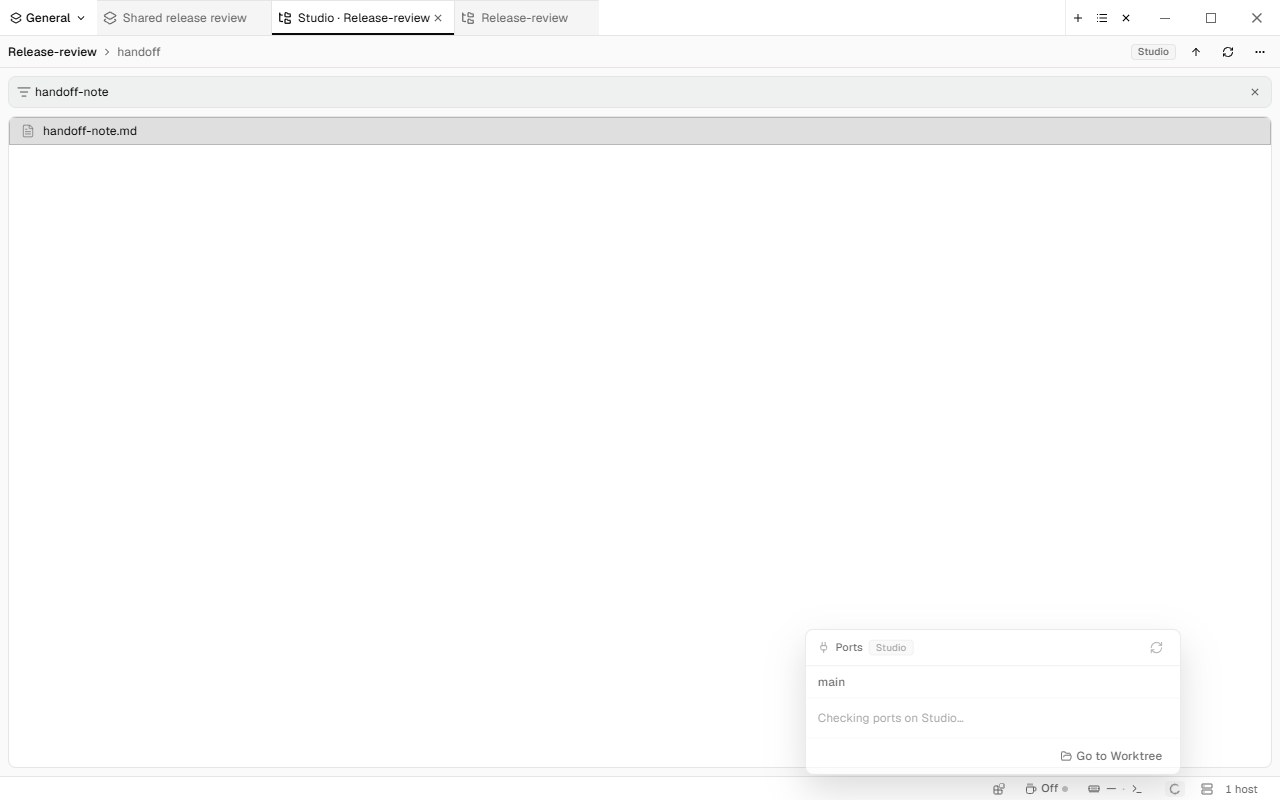 General
Shared release review
Studio · Release-review
Release-review
Release-review > handoff
Studio
handoff-note
handoff-note.md
Ports
Studio
main
Checking ports on Studio…
Go to Worktree
Off
1 host